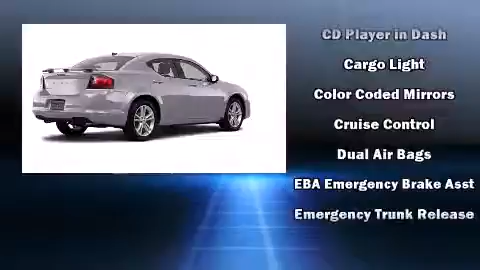 CD Player in Dash
Cargo Light
Color Coded Mirrors
Cruise Control
Dual Air Bags
EBA Emergency Brake Asst
Emergency Trunk Release